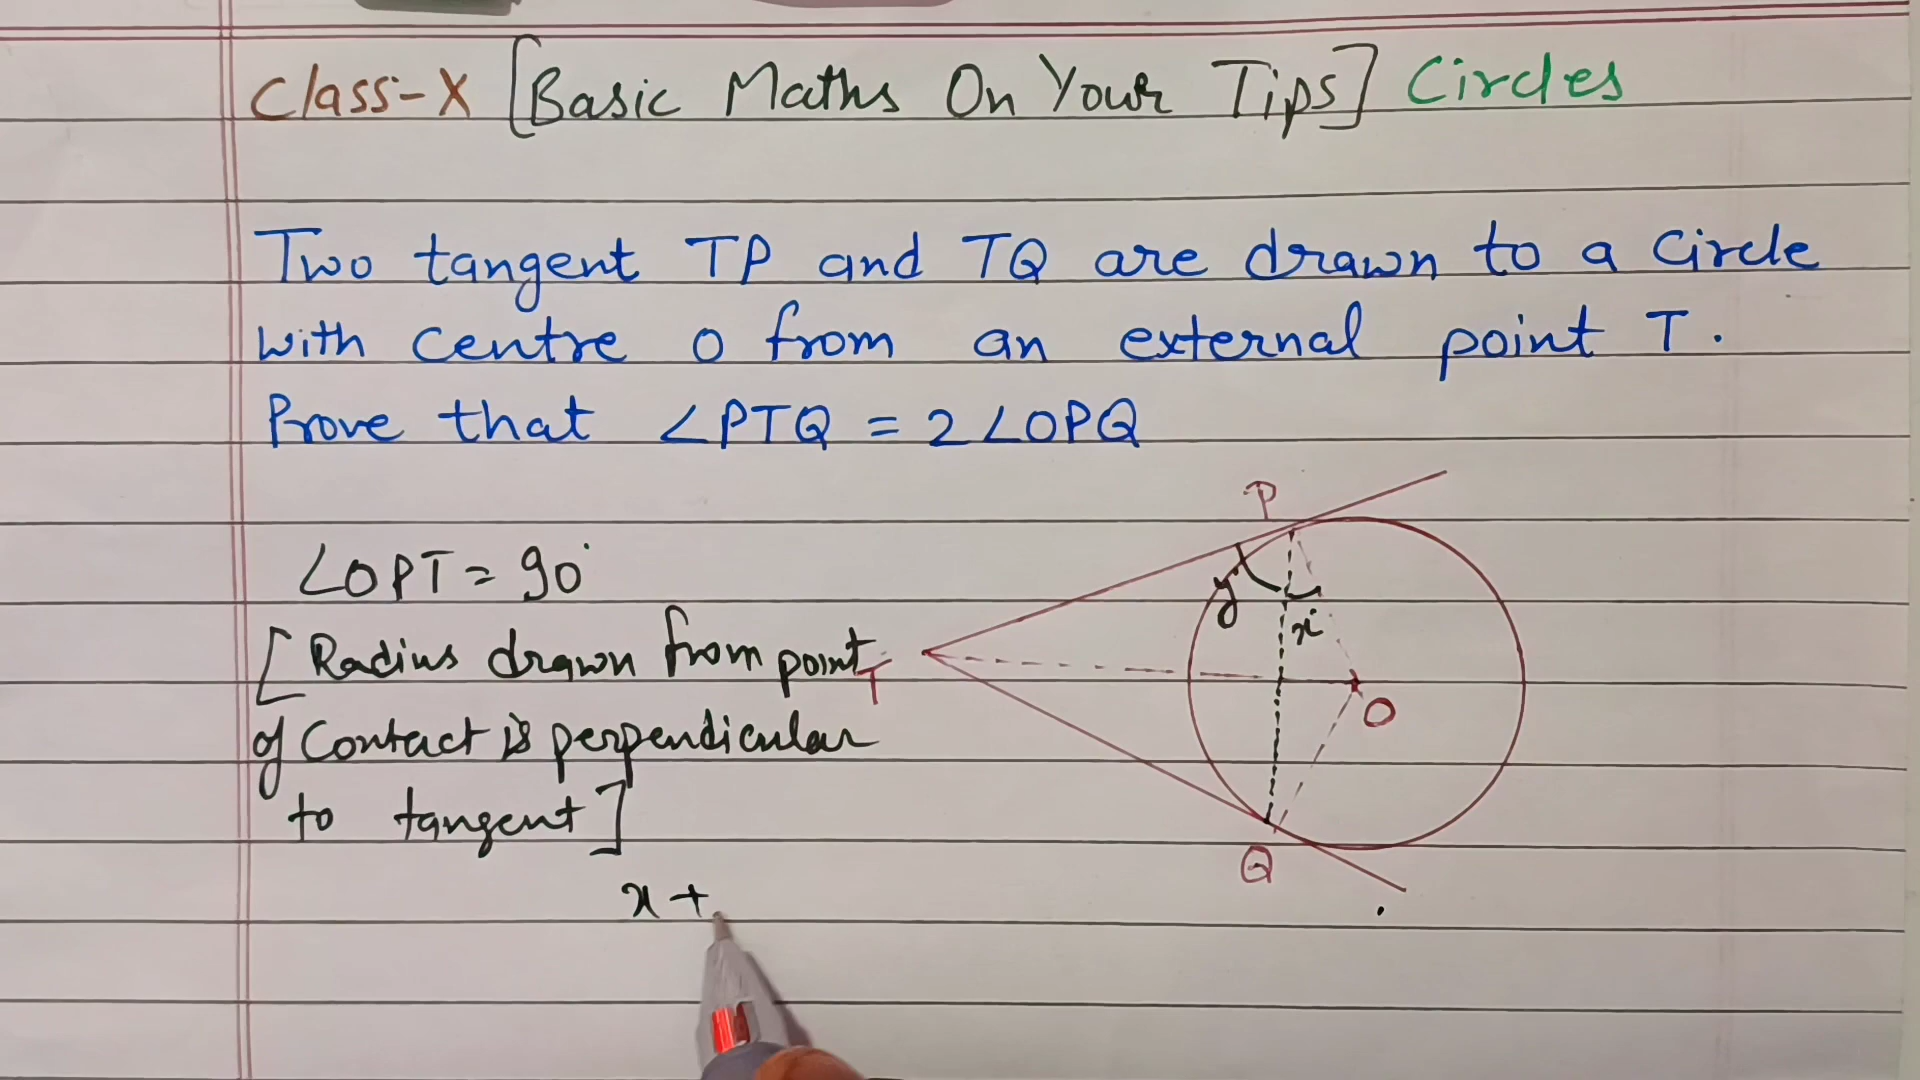 Class-X [Basic Maths On Your Tips] Circles
Two tangent TP and TQ are drawn to a Circle
with centre O from an external point T.
Prove that ∠PTQ = 2∠OPQ
P
∠OPT = 90°
y
x
[Radius drawn from point
T
O
of Contact is perpendicular
to tangent]
Q
x +